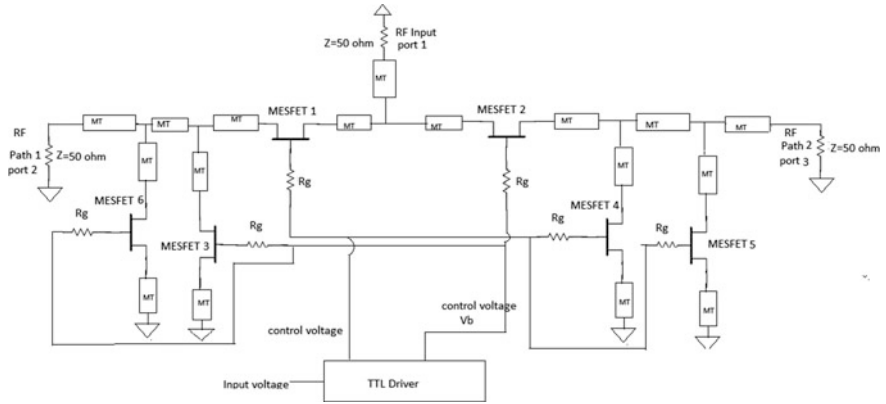 RF Input
port 1
Z=50 ohm
MT
MESFET 1
MESFET 2
MT
MT
MT
MT
MT
MT
MT
MT
RF
Path 1
port 2
Z=50 ohm
RF
Path 2
port 3
Z=50 ohm
MT
MT
MT
MT
Rg
Rg
MESFET 6
Rg
MESFET 3
Rg
MESFET 4
Rg
Rg
MESFET 5
MT
MT
MT
MT
control voltage
control voltage
Vb
Input voltage
TTL Driver